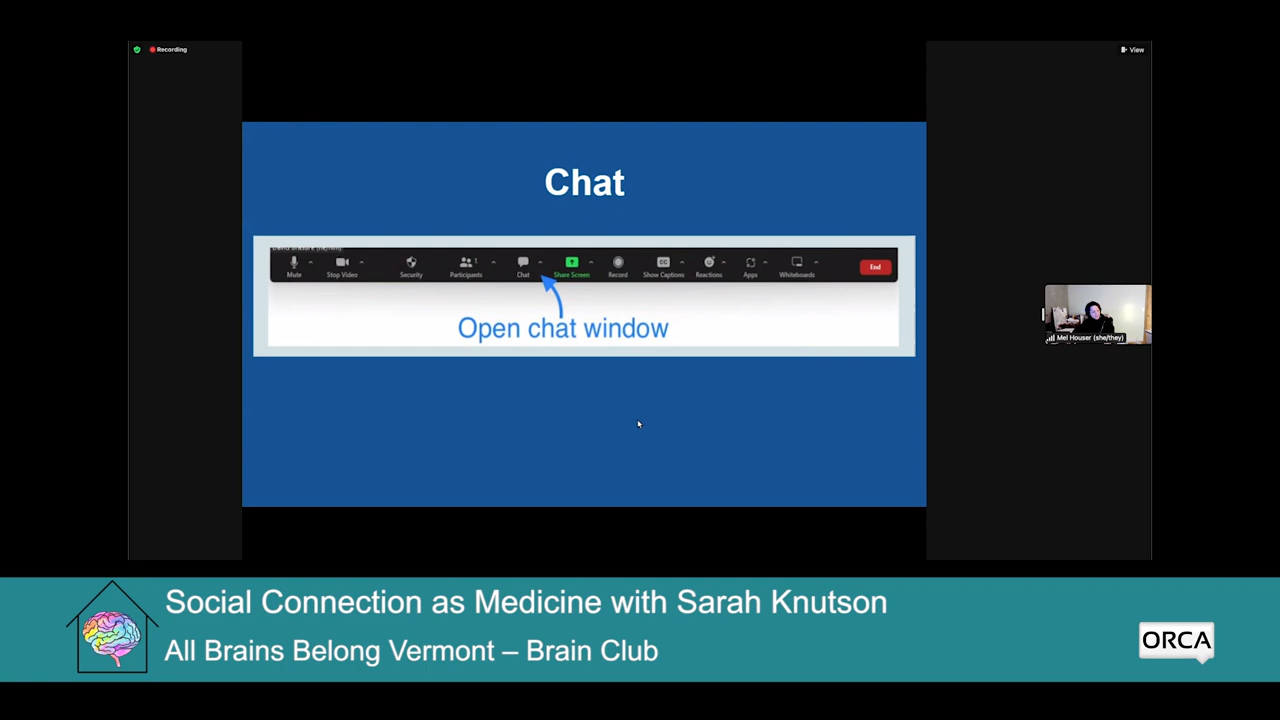 Recording
View
Chat
Mute
Stop Video
Security
Participants
1
Chat
Share Screen
CC
Record
Show Captions
Reactions
Apps
Whiteboards
End
Open chat window
Mel Houser (she/they)
Social Connection as Medicine with Sarah Knutson
All Brains Belong Vermont – Brain Club
ORCA